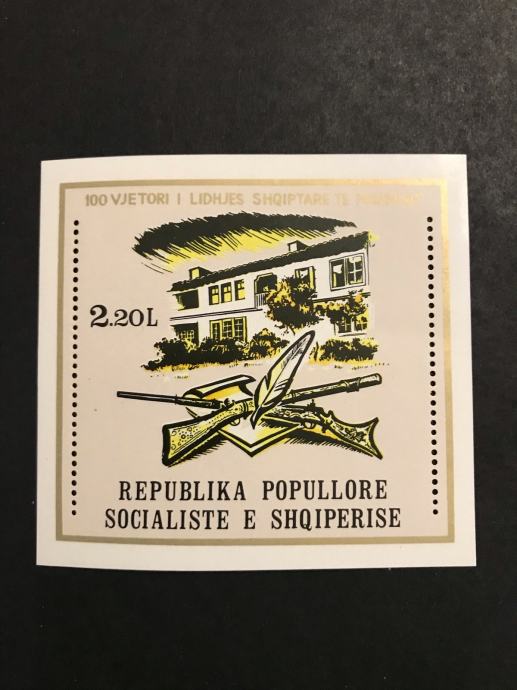 100 VJETORI I LIDHJES SHQIPTARE TE
2.20L
REPUBLIKA POPULLORE
SOCIALISTE E SHQIPERISE